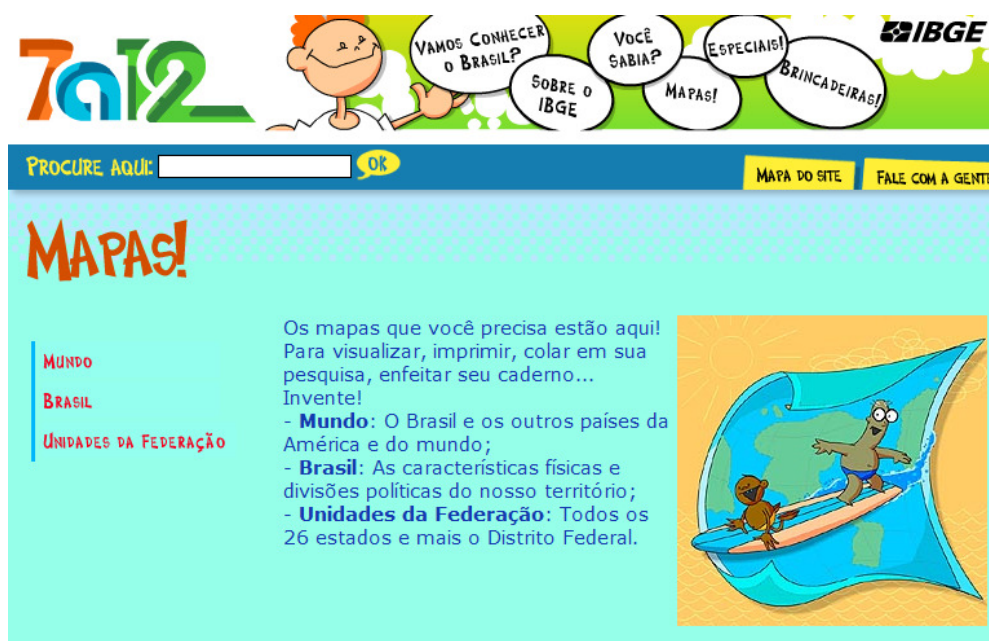 7a12
VAMOS CONHECER
O BRASIL?
SOBRE O
IBGE
VOCÊ
SABIA?
MAPAS!
ESPECIAIS!
BRINCADEIRAS!
IBGE
PROCURE AQUI:
OK
MAPA DO SITE
FALE COM A GENTE
MAPAS!
MUNDO
BRASIL
UNIDADES DA FEDERAÇÃO
Os mapas que você precisa estão aqui!
Para visualizar, imprimir, colar em sua
pesquisa, enfeitar seu caderno...
Invente!
- Mundo: O Brasil e os outros países da
América e do mundo;
- Brasil: As características físicas e
divisões políticas do nosso território;
- Unidades da Federação: Todos os
26 estados e mais o Distrito Federal.